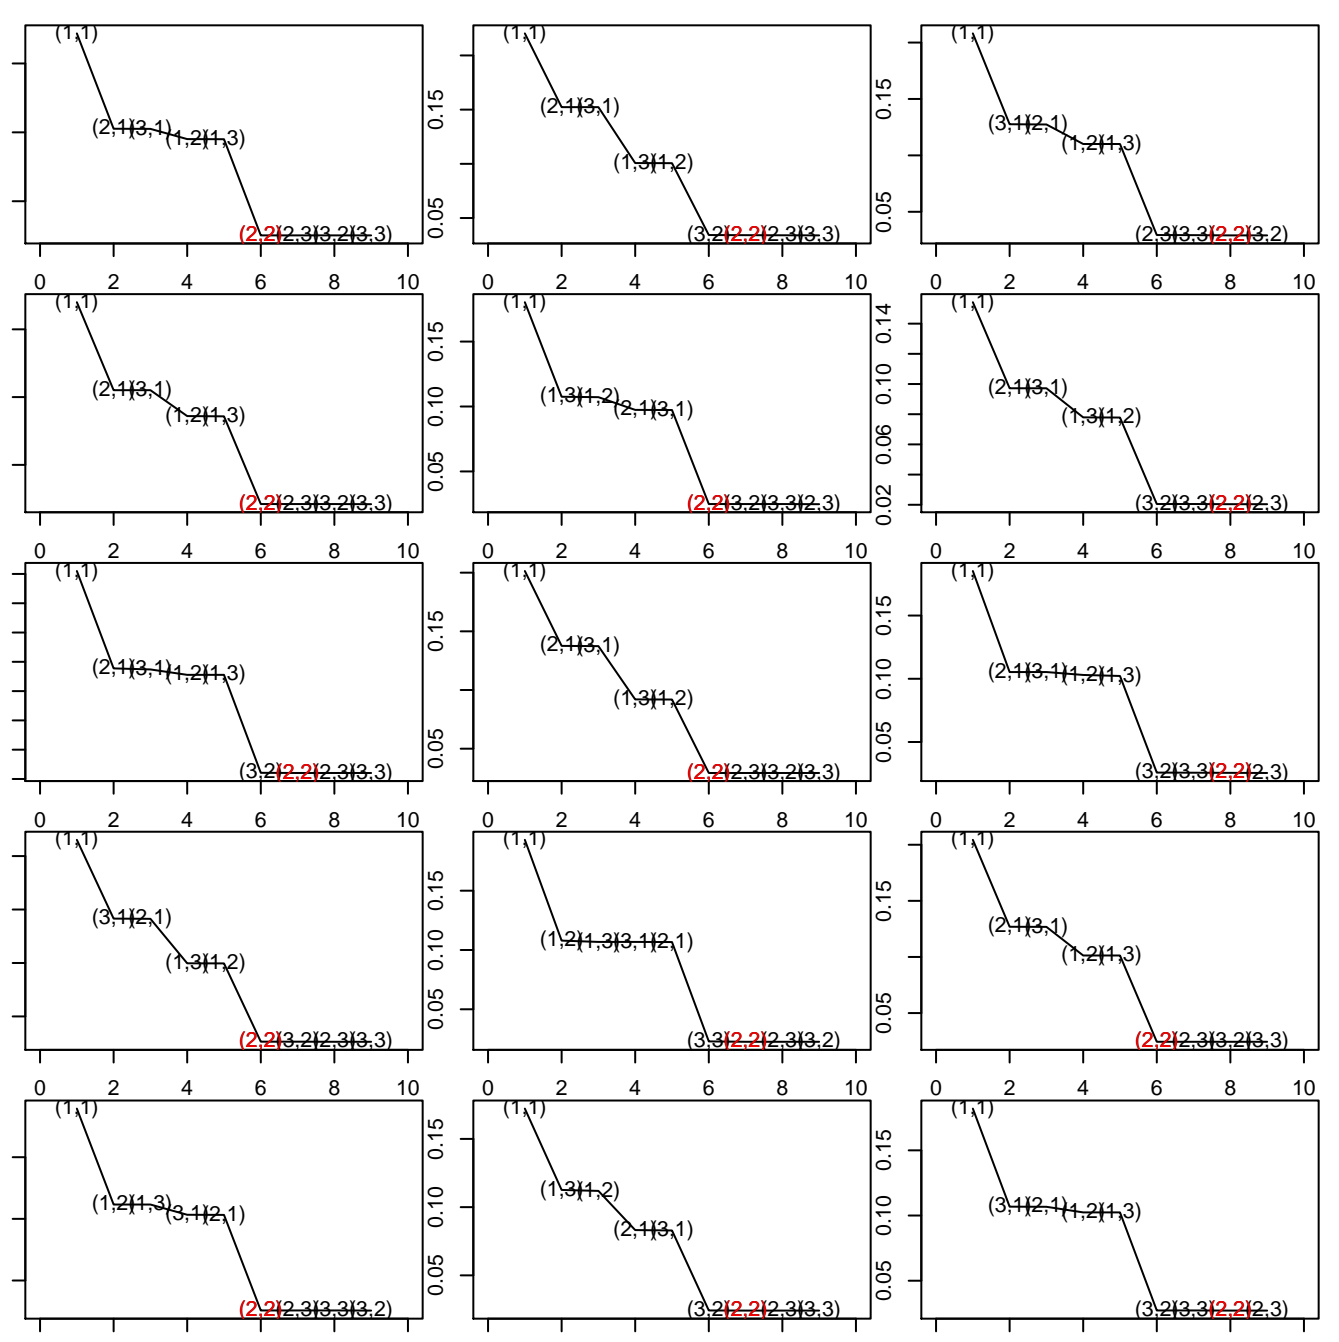 (1,1) (1,1) (1,1)
(2,1) (3,1) (1,2) (1,3) 0.15 (2,1) (3,1) (1,3) (1,2) 0.15 (3,1) (2,1) (1,2) (1,3)
(2,2) (2,3) (3,2) (3,3) 0.05 (3,2) (2,2) (2,3) (3,3) 0.05 (2,3) (3,3) (2,2) (3,2)
0 2 4 6 8 10 0 2 4 6 8 10 0 2 4 6 8 10
(1,1) (1,1) (1,1)
(2,1) (3,1) (1,2) (1,3) 0.15 0.10 (1,3) (1,2) (2,1) (3,1) 0.14 0.10 (2,1) (3,1) (1,3) (1,2)
(2,2) (2,3) (3,2) (3,3) 0.05 (2,2) (3,2) (3,3) (2,3) 0.06 0.02 (3,2) (3,3) (2,2) (2,3)
0 2 4 6 8 10 0 2 4 6 8 10 0 2 4 6 8 10
(1,1) (1,1) (1,1)
(2,1) (3,1) (1,2) (1,3) 0.15 (2,1) (3,1) (1,3) (1,2) 0.15 0.10 (2,1) (3,1) (1,2) (1,3)
(3,2) (2,2) (2,3) (3,3) 0.05 (2,2) (2,3) (3,2) (3,3) 0.05 (3,2) (3,3) (2,2) (2,3)
0 2 4 6 8 10 0 2 4 6 8 10 0 2 4 6 8 10
(1,1) (1,1) (1,1)
(3,1) (2,1) (1,3) (1,2) 0.15 0.10 (1,2) (1,3) (3,1) (2,1) 0.15 (2,1) (3,1) (1,2) (1,3)
(2,2) (3,2) (2,3) (3,3) 0.05 (3,3) (2,2) (2,3) (3,2) 0.05 (2,2) (2,3) (3,2) (3,3)
0 2 4 6 8 10 0 2 4 6 8 10 0 2 4 6 8 10
(1,1) (1,1) (1,1)
(1,2) (1,3) (3,1) (2,1) 0.15 0.10 (1,3) (1,2) (2,1) (3,1) 0.15 0.10 (3,1) (2,1) (1,2) (1,3)
(2,2) (2,3) (3,3) (3,2) 0.05 (3,2) (2,2) (2,3) (3,3) 0.05 (3,2) (3,3) (2,2) (2,3)